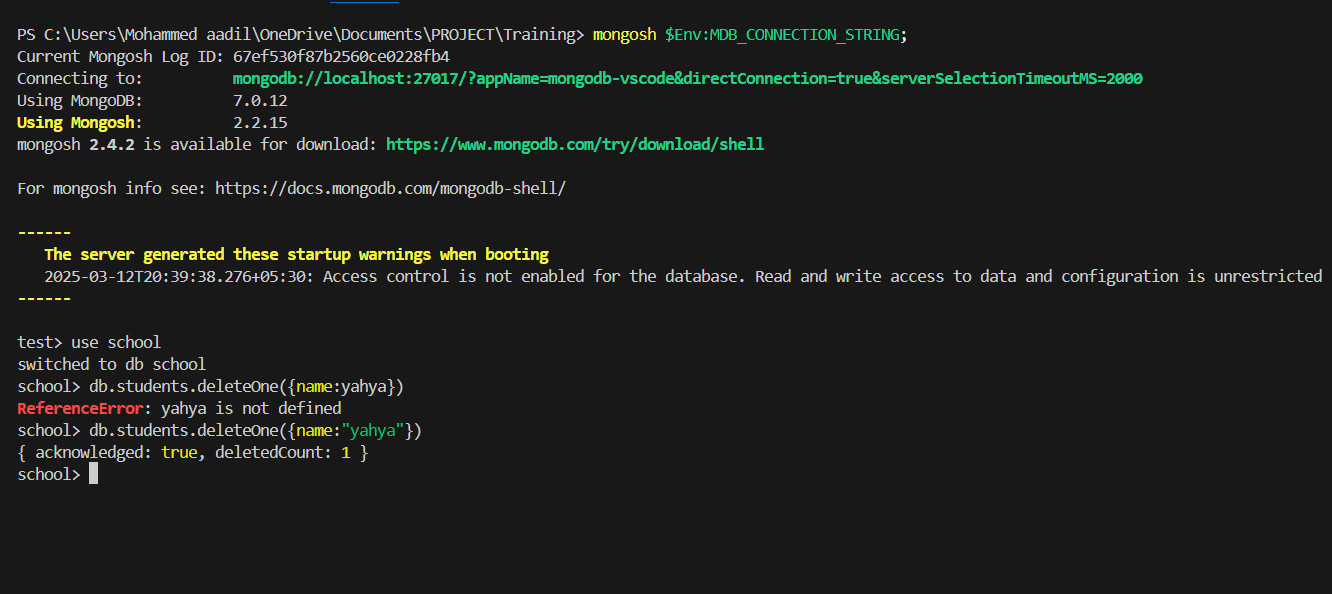 PS C:\Users\Mohammed aadil\OneDrive\Documents\PROJECT\Training> mongosh $Env:MDB_CONNECTION_STRING;
Current Mongosh Log ID: 67ef530f87b2560ce0228fb4
Connecting to:          mongodb://localhost:27017/?appName=mongodb-vscode&directConnection=true&serverSelectionTimeoutMS=2000
Using MongoDB:          7.0.12
Using Mongosh:          2.2.15
mongosh 2.4.2 is available for download: https://www.mongodb.com/try/download/shell
For mongosh info see: https://docs.mongodb.com/mongodb-shell/
------
   The server generated these startup warnings when booting
   2025-03-12T20:39:38.276+05:30: Access control is not enabled for the database. Read and write access to data and configuration is unrestricted
------
test> use school
switched to db school
school> db.students.deleteOne({name:yahya})
ReferenceError: yahya is not defined
school> db.students.deleteOne({name:"yahya"})
{ acknowledged: true, deletedCount: 1 }
school>